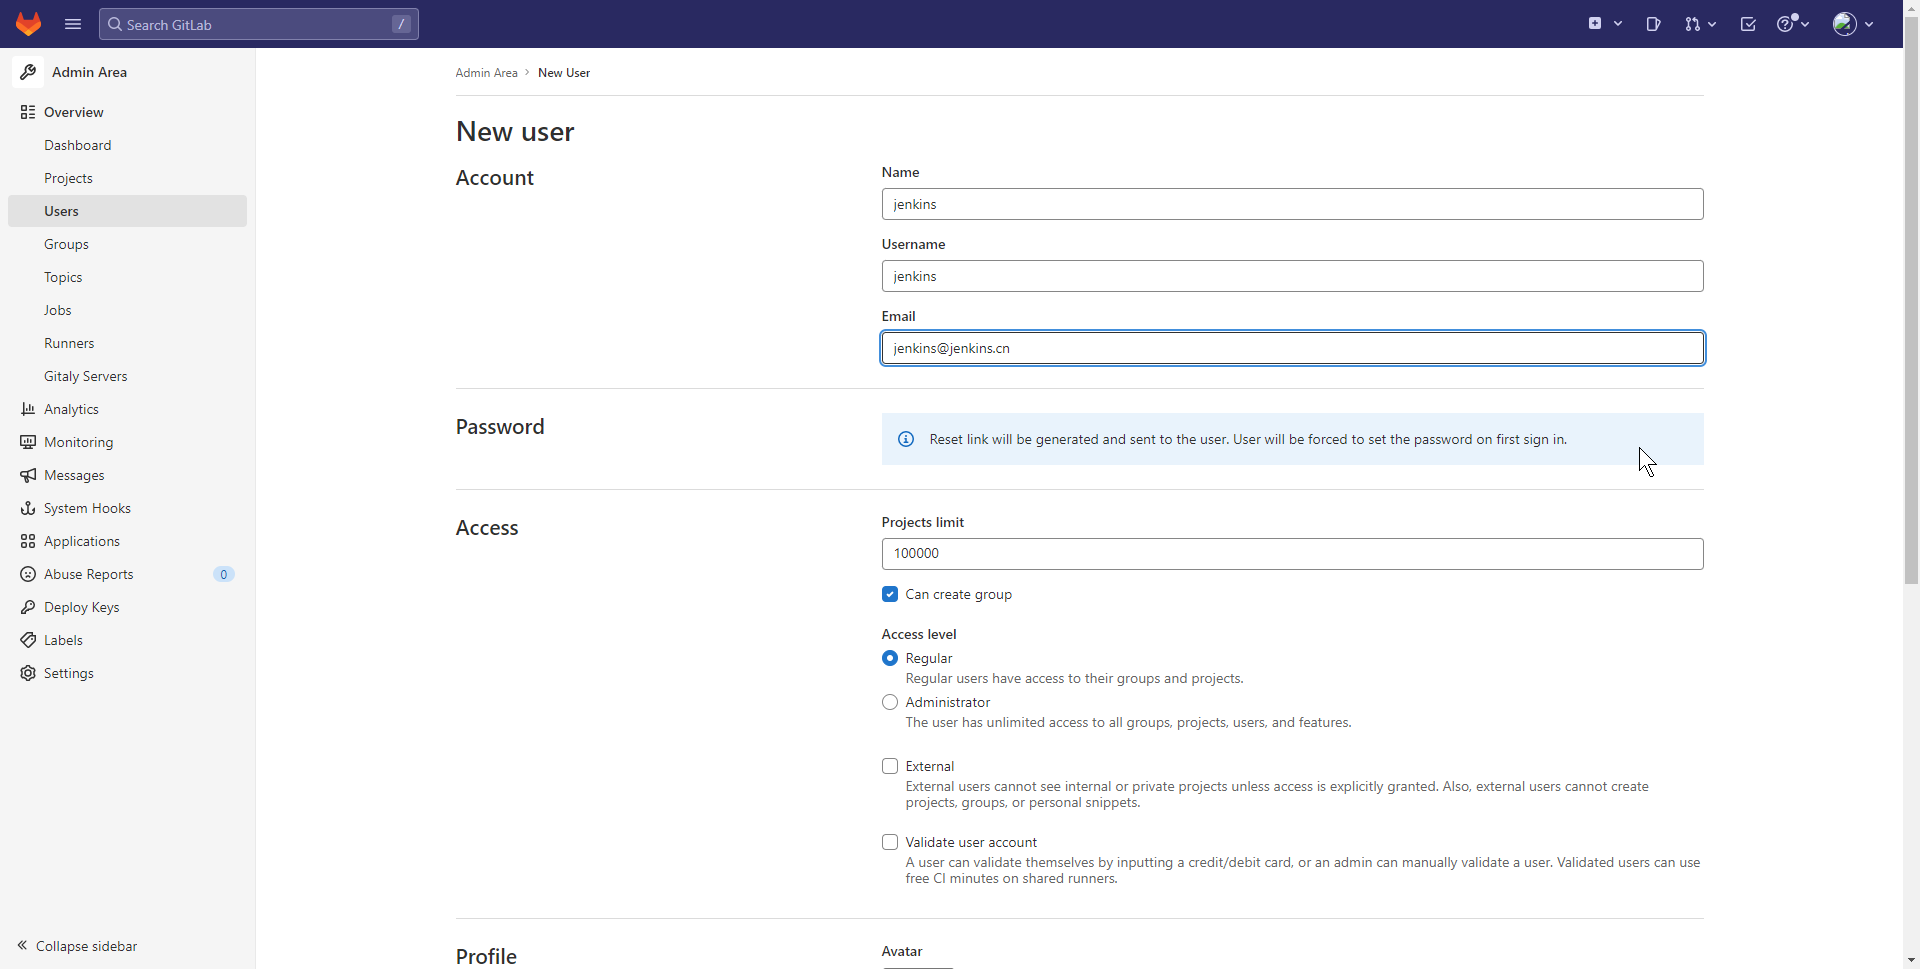 Search GitLab
/
Admin Area
Overview
Dashboard
Projects
Users
Groups
Topics
Jobs
Runners
Gitaly Servers
Analytics
Monitoring
Messages
System Hooks
Applications
Abuse Reports 0
Deploy Keys
Labels
Settings
Collapse sidebar
Admin Area › New User
New user
Account
Name
jenkins
Username
jenkins
Email
jenkins@jenkins.cn
Password
Reset link will be generated and sent to the user. User will be forced to set the password on first sign in.
Access
Projects limit
100000
Can create group
Access level
Regular
Regular users have access to their groups and projects.
Administrator
The user has unlimited access to all groups, projects, users, and features.
External
External users cannot see internal or private projects unless access is explicitly granted. Also, external users cannot create
projects, groups, or personal snippets.
Validate user account
A user can validate themselves by inputting a credit/debit card, or an admin can manually validate a user. Validated users can use
free CI minutes on shared runners.
Profile
Avatar